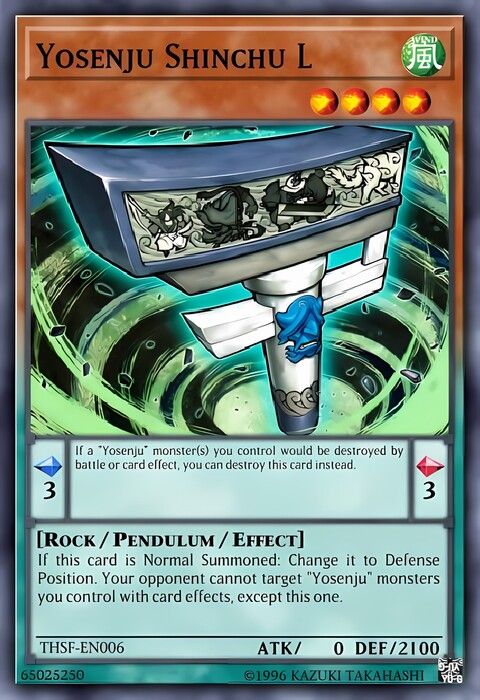 Yosenju Shinchu L
WIND
風
If a "Yosenju" monster(s) you control would be destroyed by
battle or card effect, you can destroy this card instead.
3
3
[Rock / Pendulum / Effect]
If this card is Normal Summoned: Change it to Defense
Position. Your opponent cannot target "Yosenju" monsters
you control with card effects, except this one.
THSF-EN006
ATK/ 0 DEF/2100
65025250
©1996 KAZUKI TAKAHASHI